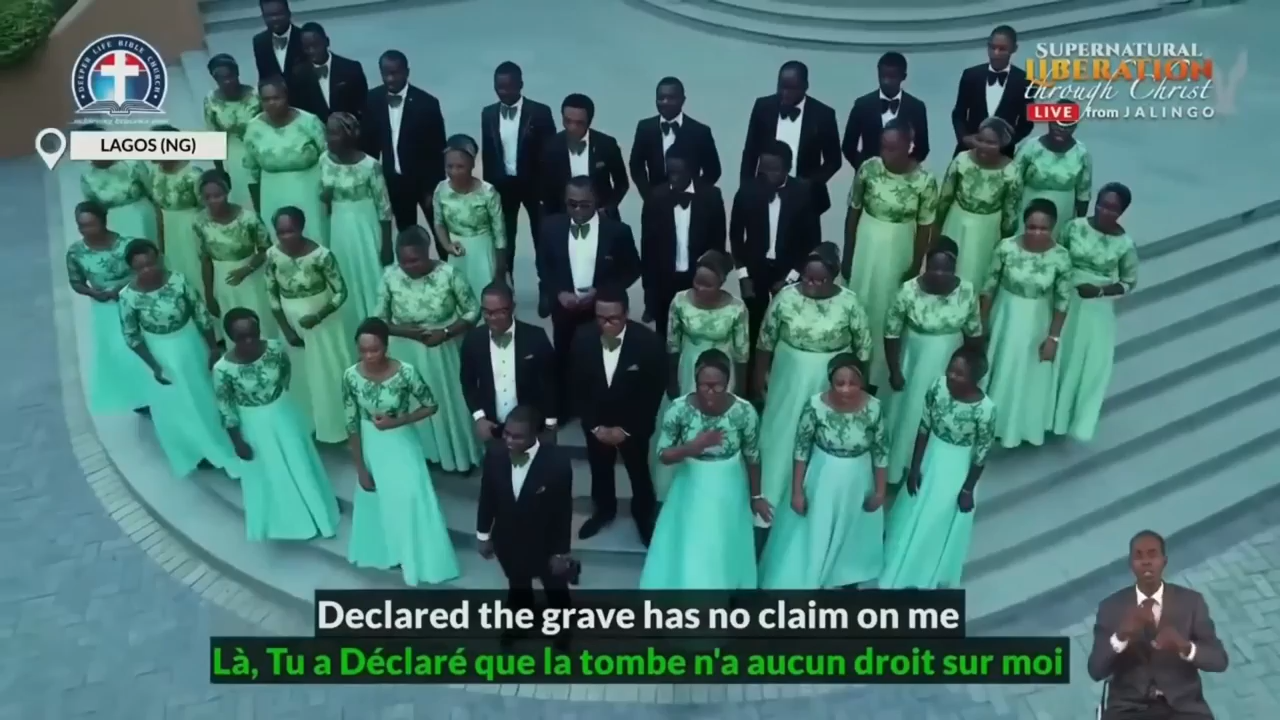 DEEPER LIFE BIBLE CHURCH
LAGOS (NG)
SUPERNATURAL
LIBERATION
through Christ
LIVE from JALINGO
Declared the grave has no claim on me
Là, Tu a Déclaré que la tombe n'a aucun droit sur moi